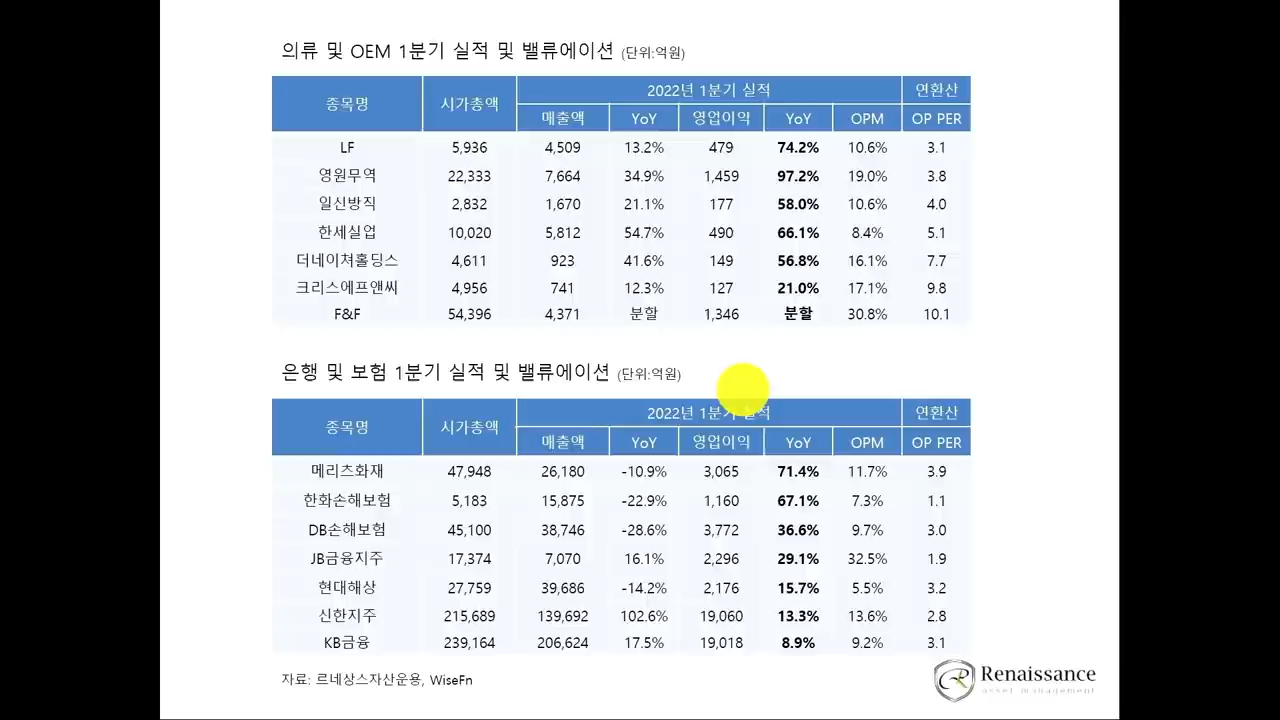 의류 및 OEM 1분기 실적 및 밸류에이션 (단위:억원)
종목명 시가총액 2022년 1분기 실적 연환산
매출액 YoY 영업이익 YoY OPM OP PER
LF 5,936 4,509 13.2% 479 74.2% 10.6% 3.1
영원무역 22,333 7,664 34.9% 1,459 97.2% 19.0% 3.8
일신방직 2,832 1,670 21.1% 177 58.0% 10.6% 4.0
한세실업 10,020 5,812 54.7% 490 66.1% 8.4% 5.1
더네이쳐홀딩스 4,611 923 41.6% 149 56.8% 16.1% 7.7
크리스에프앤씨 4,956 741 12.3% 127 21.0% 17.1% 9.8
F&F 54,396 4,371 분할 1,346 분할 30.8% 10.1
은행 및 보험 1분기 실적 및 밸류에이션 (단위:억원)
종목명 시가총액 2022년 1분기 실적 연환산
매출액 YoY 영업이익 YoY OPM OP PER
메리츠화재 47,948 26,180 -10.9% 3,065 71.4% 11.7% 3.9
한화손해보험 5,183 15,875 -22.9% 1,160 67.1% 7.3% 1.1
DB손해보험 45,100 38,746 -28.6% 3,772 36.6% 9.7% 3.0
JB금융지주 17,374 7,070 16.1% 2,296 29.1% 32.5% 1.9
현대해상 27,759 39,686 -14.2% 2,176 15.7% 5.5% 3.2
신한지주 215,689 139,692 102.6% 19,060 13.3% 13.6% 2.8
KB금융 239,164 206,624 17.5% 19,018 8.9% 9.2% 3.1
자료: 르네상스자산운용, WiseFn
Renaissance
asset management